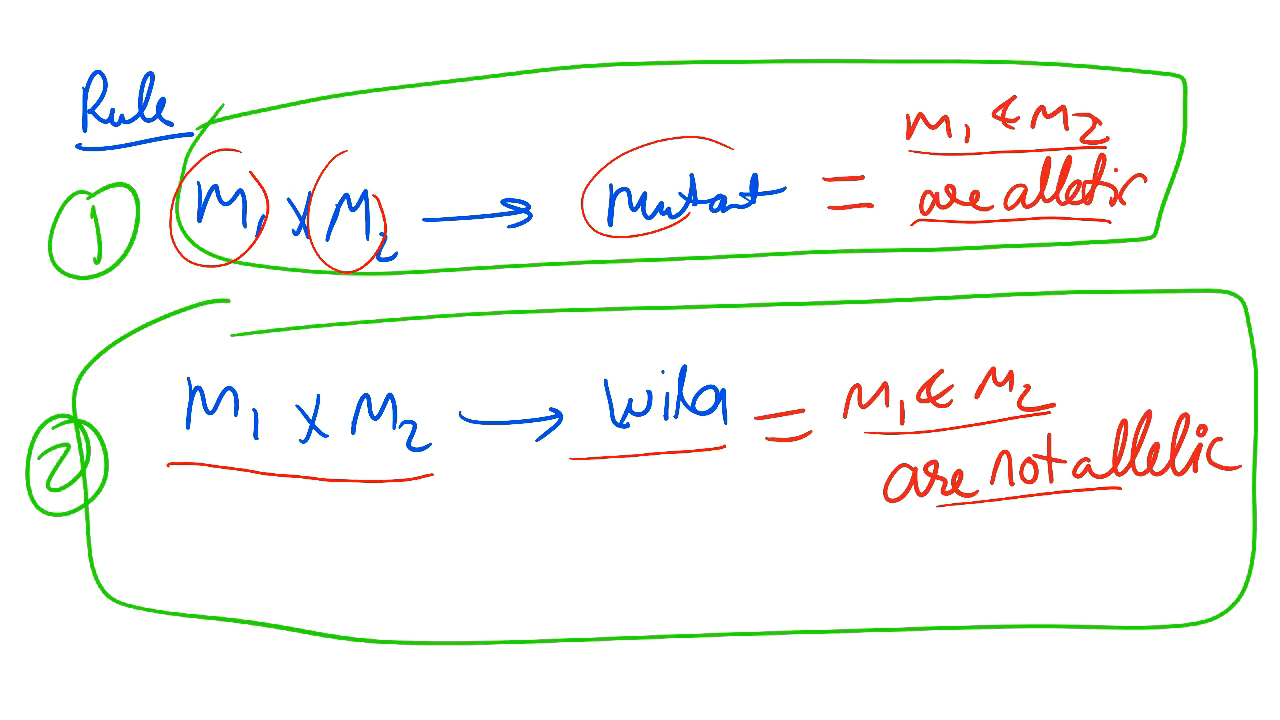 Rule
1 M1 x M2 → mutant = M1 & M2
are allelic
2 M1 x M2 → wild = M1 & M2
are not allelic